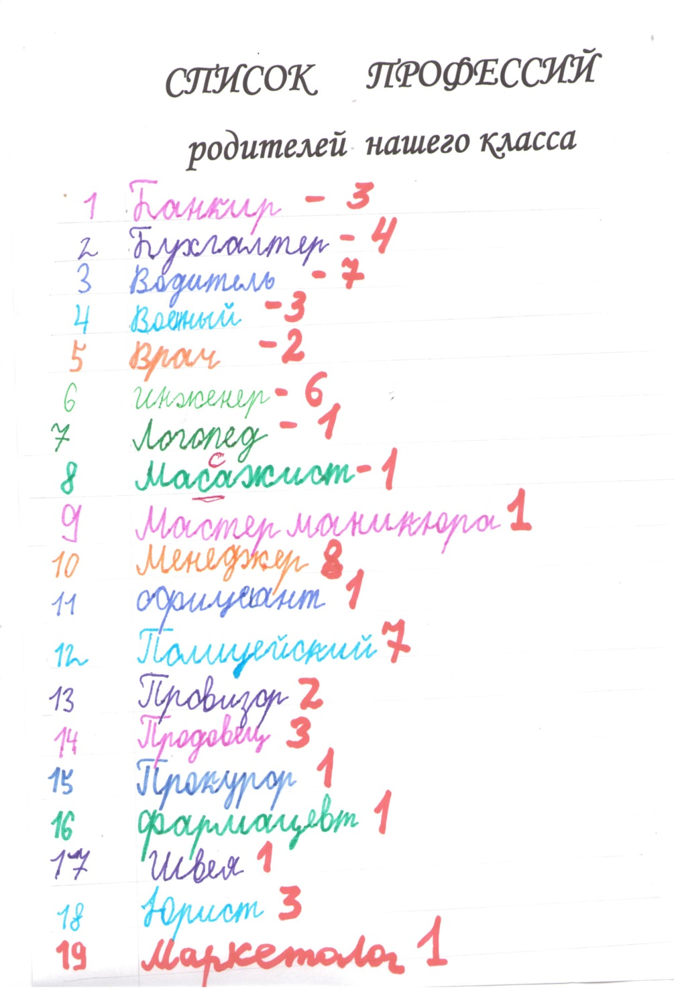 СПИСОК ПРОФЕССИЙ
родителей нашего класса
1 Банкир - 3
2 Бухгалтер - 4
3 Водитель - 7
4 Военый - 3
5 Врач - 2
6 инженер - 6
7 Логопед - 1
8 Массажист - 1
9 Мастер маникюра 1
10 Менеджер 8
11 официант 1
12 Полицейский 7
13 Провизор 2
14 Продовец 3
15 Прокурор 1
16 фармацевт 1
17 Швея 1
18 Юрист 3
19 Маркетолог 1